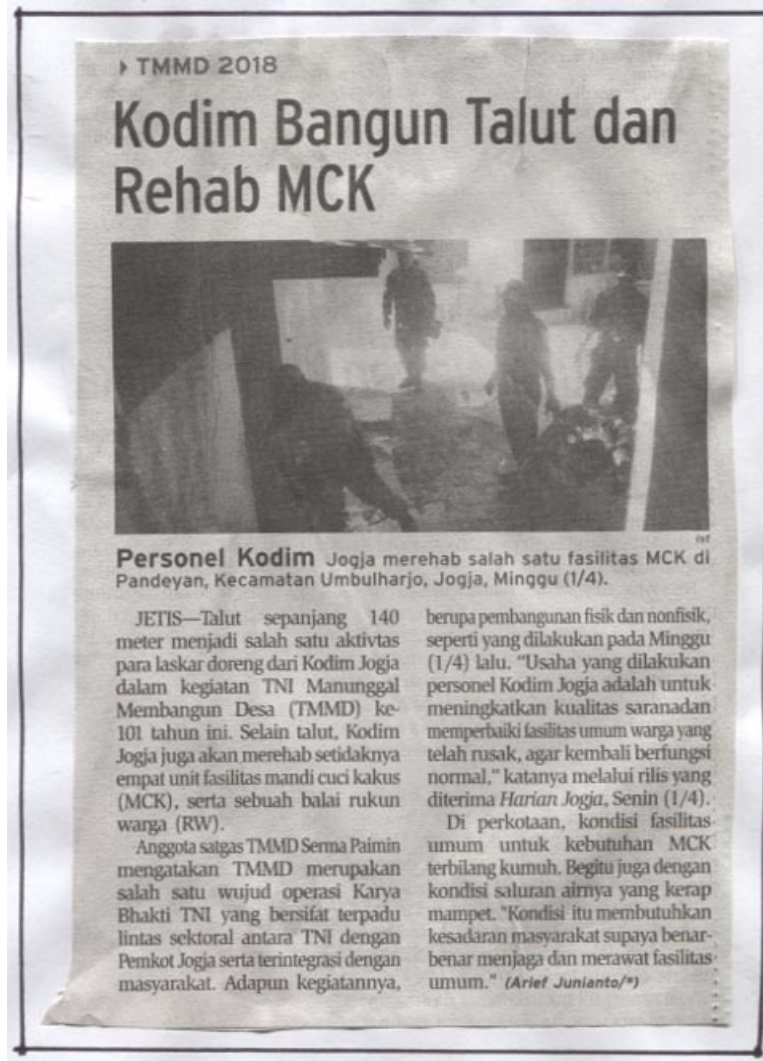 ▸ TMMD 2018
Kodim Bangun Talut dan
Rehab MCK
Ist
Personel Kodim Jogja merehab salah satu fasilitas MCK di
Pandeyan, Kecamatan Umbulharjo, Jogja, Minggu (1/4).
JETIS—Talut sepanjang 140
meter menjadi salah satu aktivtas
para laskar doreng dari Kodim Jogja
dalam kegiatan TNI Manunggal
Membangun Desa (TMMD) ke-
101 tahun ini. Selain talut, Kodim
Jogja juga akan merehab setidaknya
empat unit fasilitas mandi cuci kakus
(MCK), serta sebuah balai rukun
warga (RW).
Anggota satgas TMMD Serma Paimin
mengatakan TMMD merupakan
salah satu wujud operasi Karya
Bhakti TNI yang bersifat terpadu
lintas sektoral antara TNI dengan
Pemkot Jogja serta terintegrasi dengan
masyarakat. Adapun kegiatannya,
berupa pembangunan fisik dan nonfisik,
seperti yang dilakukan pada Minggu
(1/4) lalu. "Usaha yang dilakukan
personel Kodim Jogja adalah untuk
meningkatkan kualitas saranadan
memperbaiki fasilitas umum warga yang
telah rusak, agar kembali berfungsi
normal," katanya melalui rilis yang
diterima Harian Jogja, Senin (1/4).
Di perkotaan, kondisi fasilitas
umum untuk kebutuhan MCK
terbilang kumuh. Begitu juga dengan
kondisi saluran airnya yang kerap
mampet. "Kondisi itu membutuhkan
kesadaran masyarakat supaya benar-
benar menjaga dan merawat fasilitas
umum." (Arief Junianto/*)